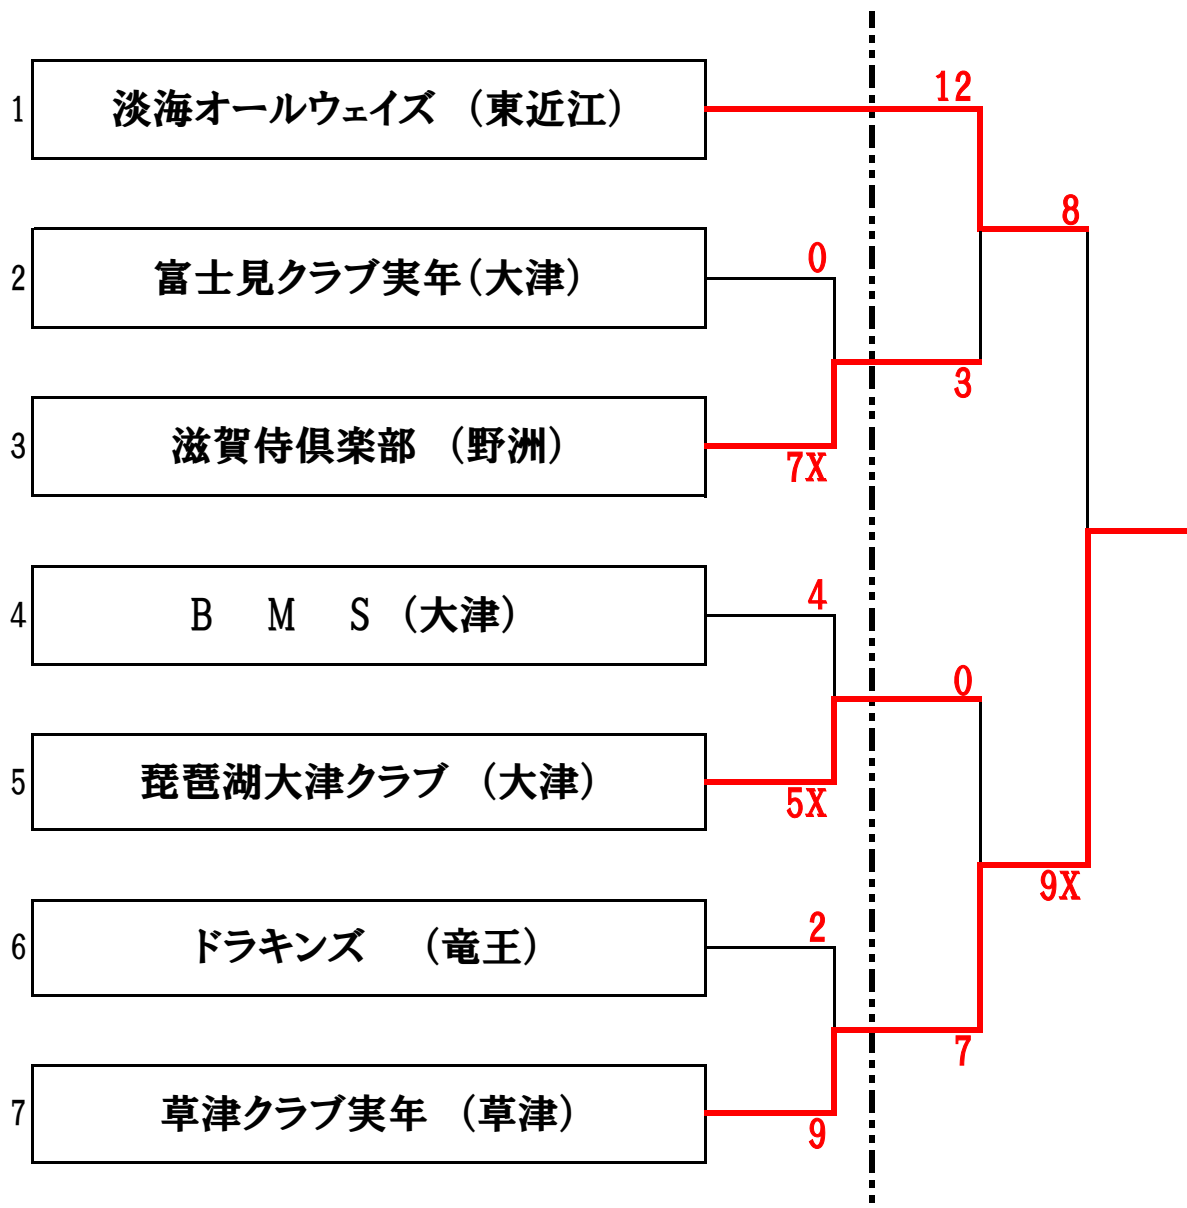 12
1 淡海オールウェイズ （東近江）
8
0
2 富士見クラブ実年（大津）
3
3 滋賀侍倶楽部 （野洲）
7X
4
4 B M S （大津）
0
5 琵琶湖大津クラブ （大津）
5X
9X
2
6 ドラキンズ （竜王）
7
7 草津クラブ実年 （草津）
9